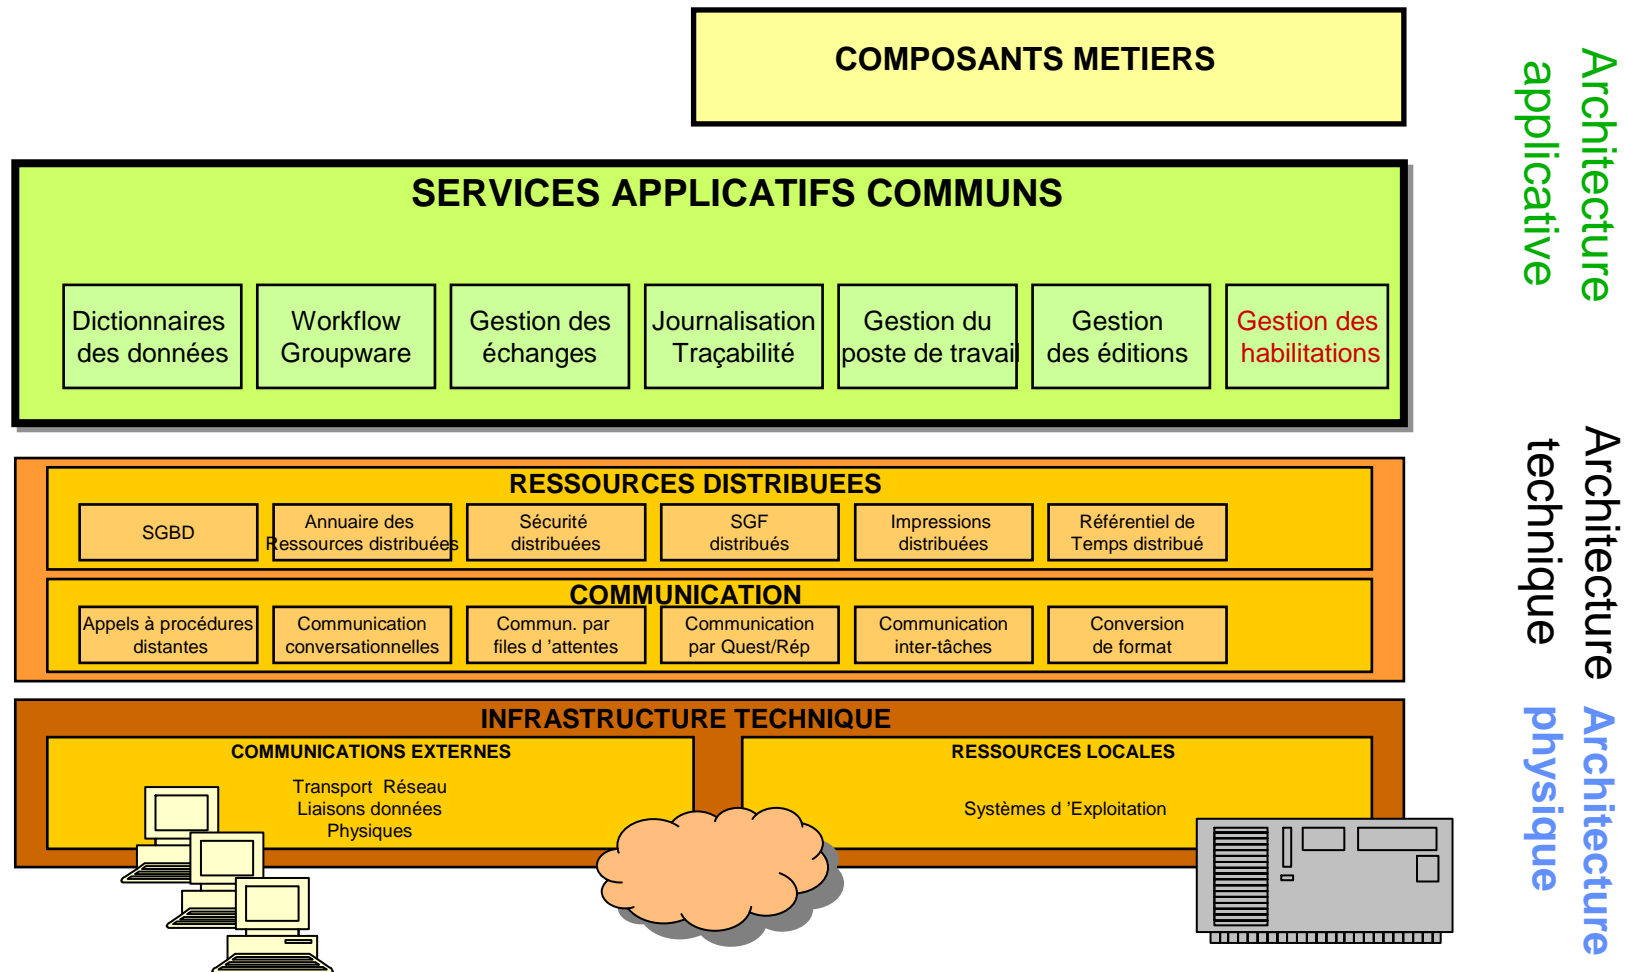 COMPOSANTS METIERS
Architecture
applicative
SERVICES APPLICATIFS COMMUNS
Dictionnaires
des données
Workflow
Groupware
Gestion des
échanges
Journalisation
Traçabilité
Gestion du
poste de travail
Gestion
des éditions
Gestion des
habilitations
Architecture
technique
RESSOURCES DISTRIBUEES
SGBD
Annuaire des
Ressources distribuées
Sécurité
distribuées
SGF
distribués
Impressions
distribuées
Référentiel de
Temps distribué
COMMUNICATION
Appels à procédures
distantes
Communication
conversationnelles
Commun. par
files d ’attentes
Communication
par Quest/Rép
Communication
inter-tâches
Conversion
de format
Architecture
physique
INFRASTRUCTURE TECHNIQUE
COMMUNICATIONS EXTERNES
Transport Réseau
Liaisons données
Physiques
RESSOURCES LOCALES
Systèmes d ’Exploitation